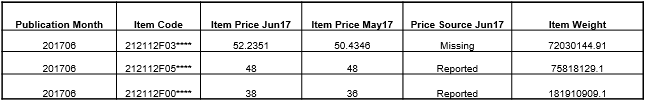 Publication Month Item Code Item Price Jun17 Item Price May17 Price Source Jun17 Item Weight
201706 212112F03**** 52.2351 50.4346 Missing 72030144.91
201706 212112F05**** 48 48 Reported 75818129.1
201706 212112F00**** 38 36 Reported 181910909.1